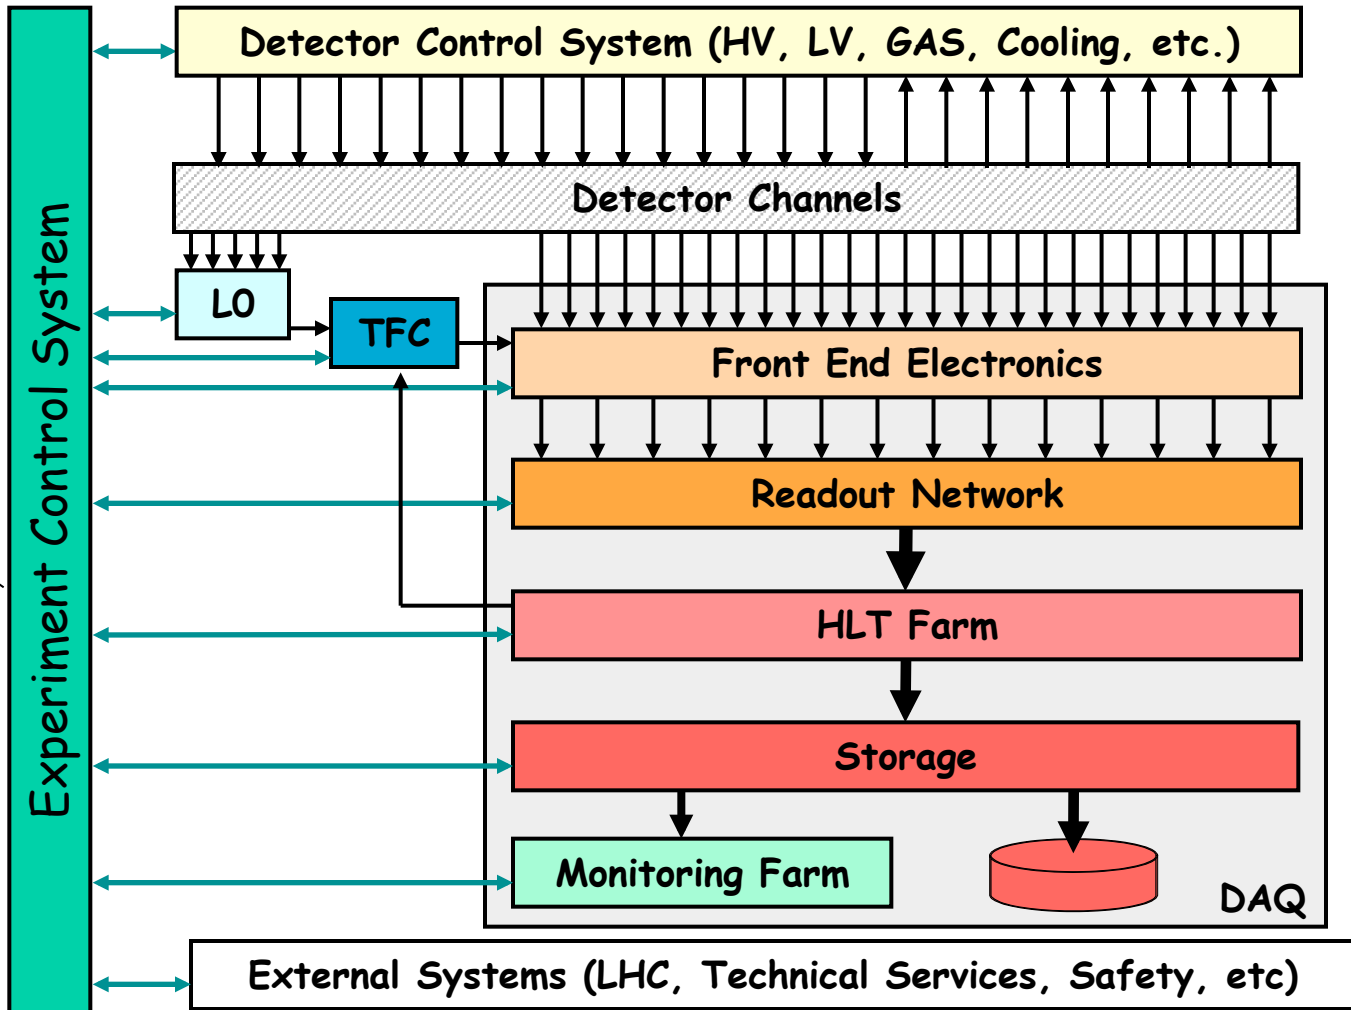 Experiment Control System
Detector Control System (HV, LV, GAS, Cooling, etc.)
Detector Channels
L0
TFC
Front End Electronics
Readout Network
HLT Farm
Storage
Monitoring Farm
DAQ
External Systems (LHC, Technical Services, Safety, etc)